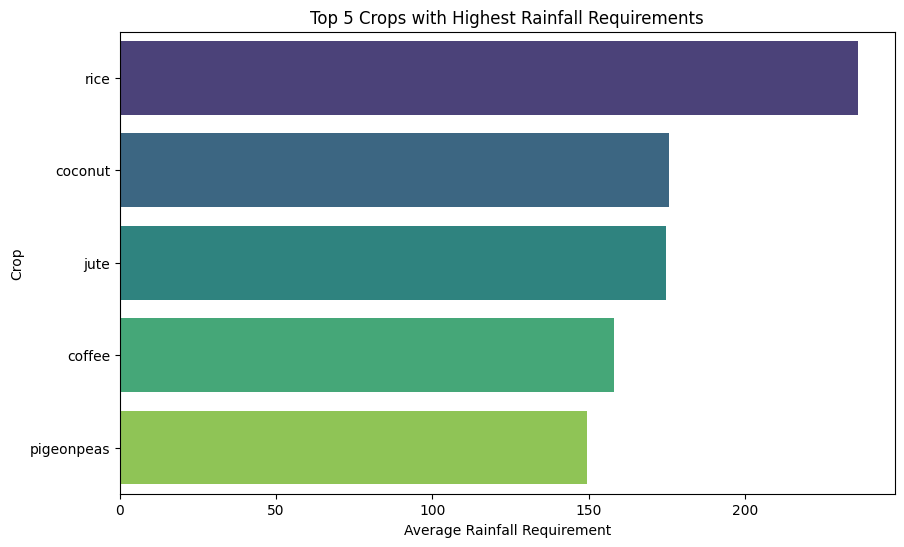 Top 5 Crops with Highest Rainfall Requirements
rice
coconut
jute
coffee
pigeonpeas
Crop
0 50 100 150 200
Average Rainfall Requirement